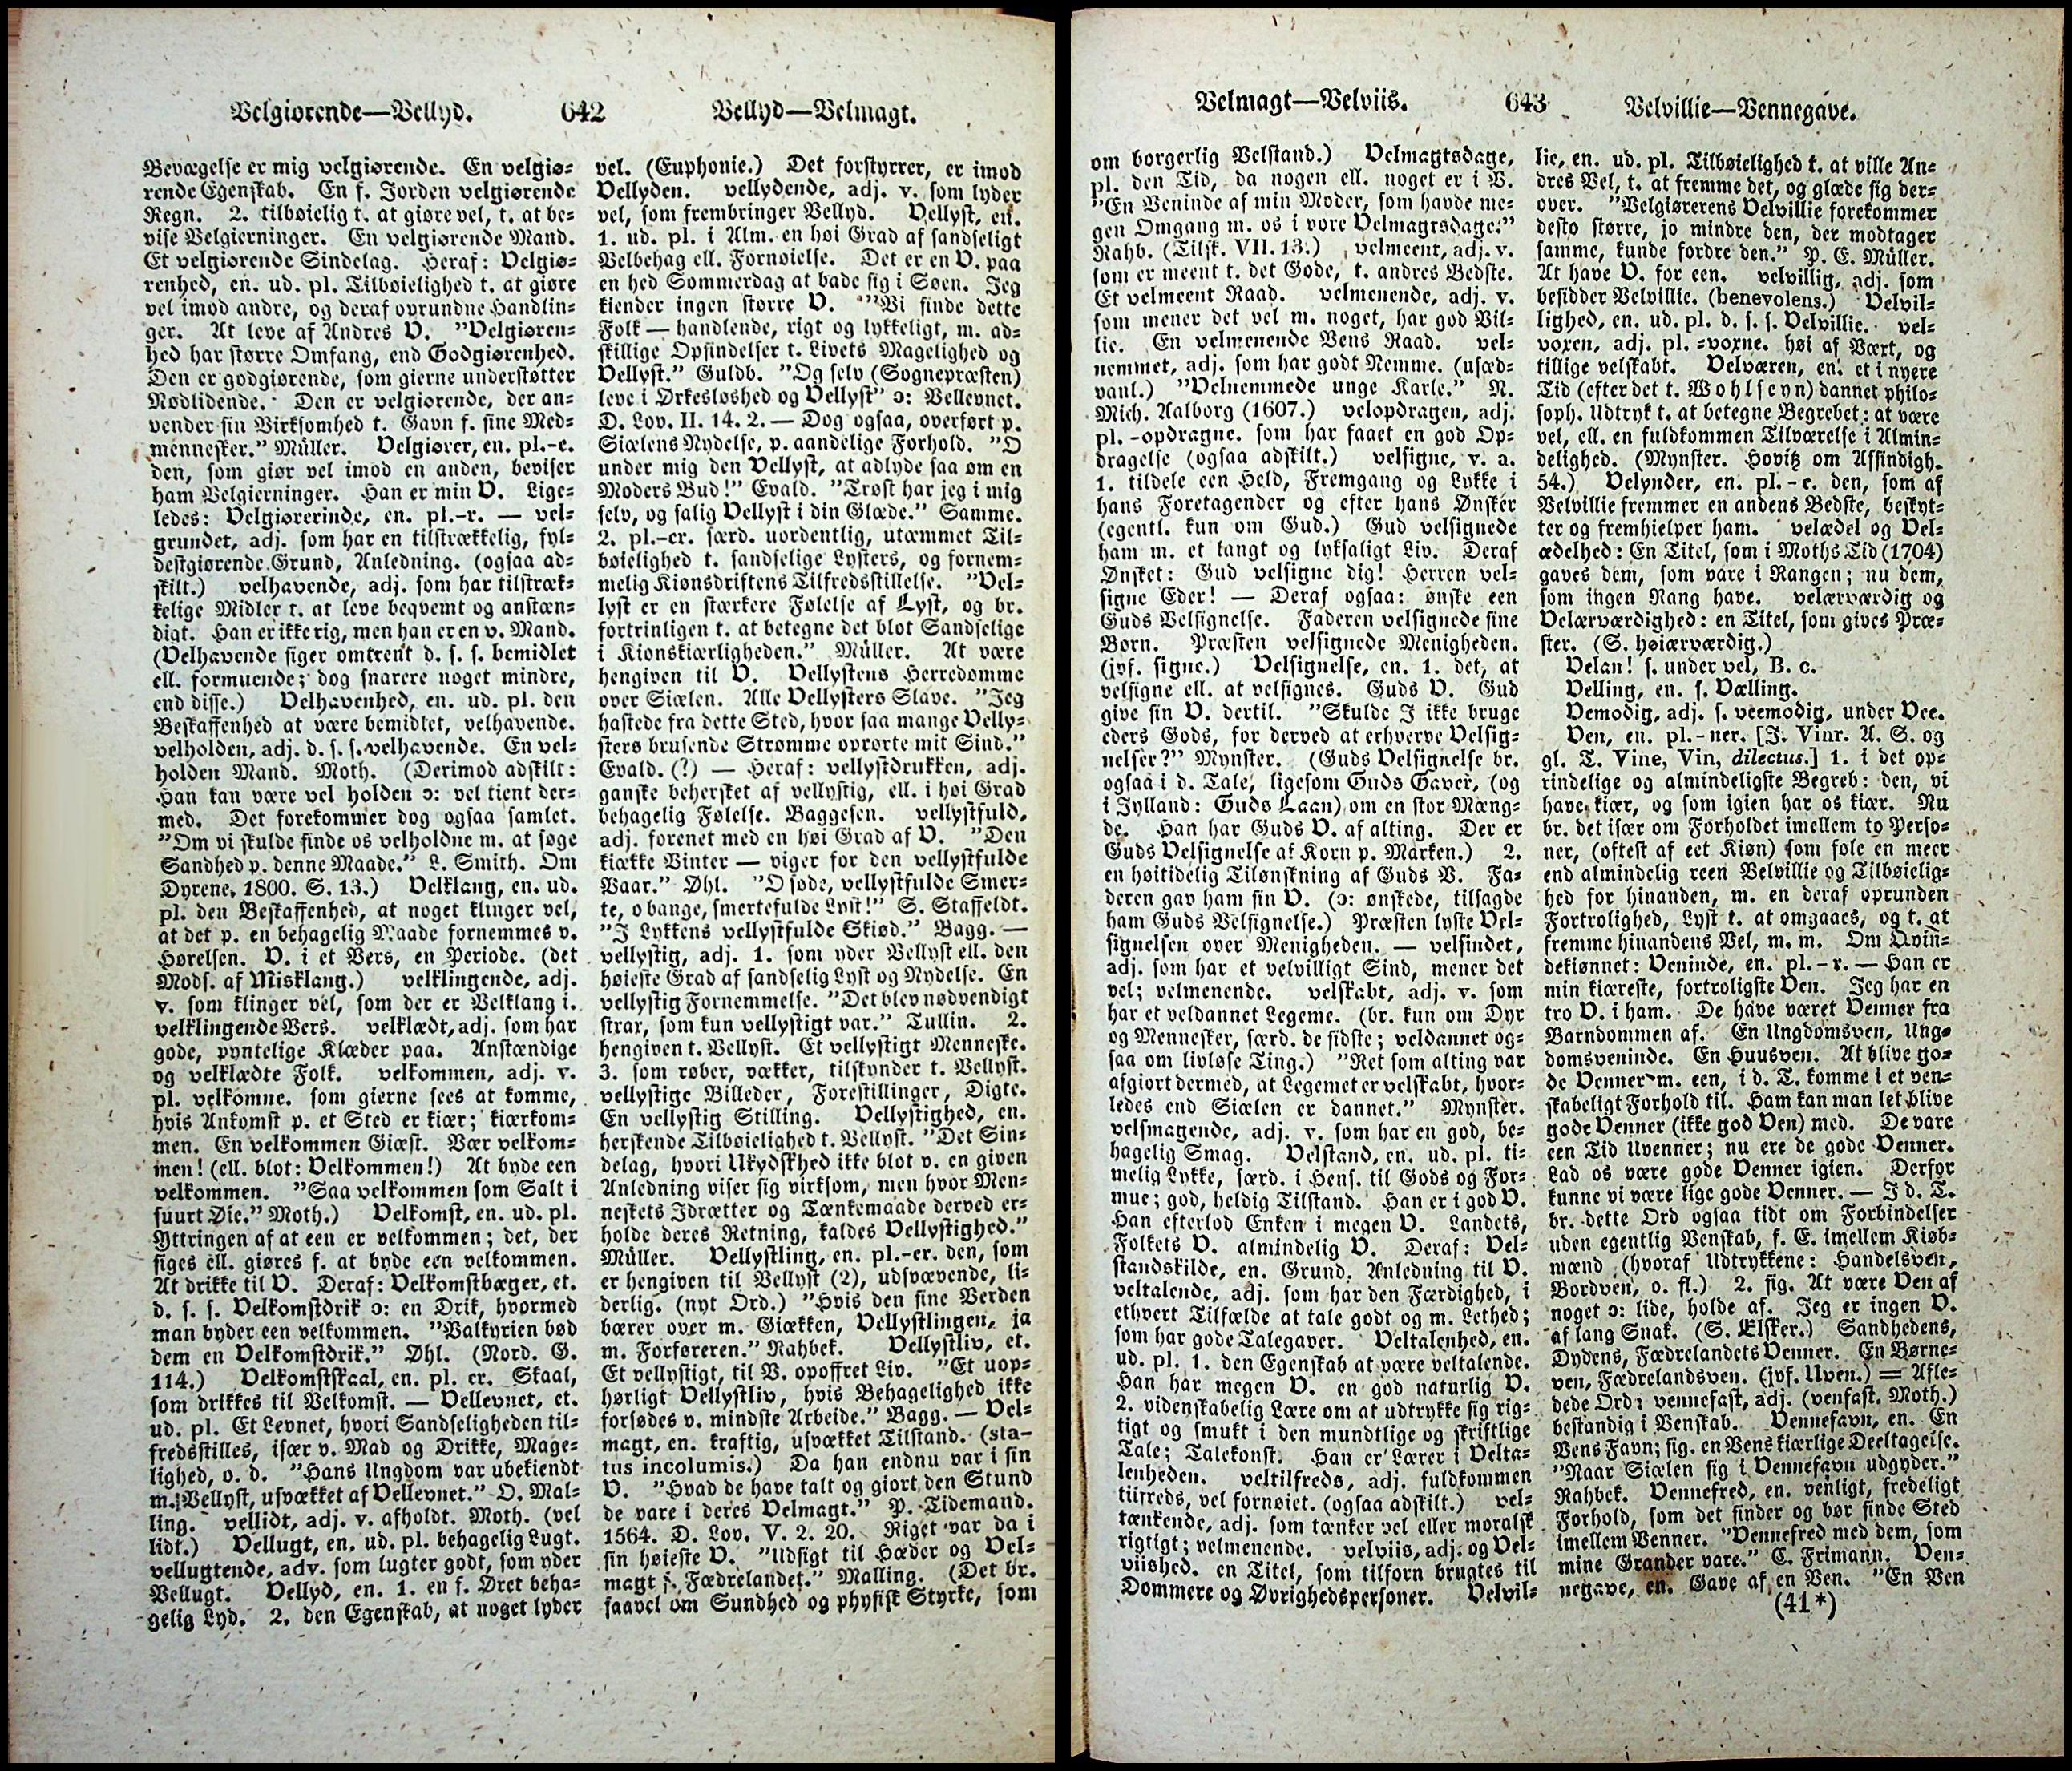 Velgiørende—Vellyd. 642 Vellyd—Velmagt.
Bevægelse er mig velgiørende. En velgiø-
rende Egenskab. En f. Jorden velgiørende
Regn. 2. tilbøielig t. at giøre vel, t. at be-
vise Velgierninger. En velgiørende Mand.
Et velgiørende Sindelag. Heraf: Velgiø-
renhed, en. ud. pl. Tilbøielighed t. at giøre
vel imod andre, og deraf oprundne Handlin-
ger. At leve af Andres V. "Velgiøren-
hed har større Omfang, end Godgiørenhed.
Den er godgiørende, som gierne understøtter
Nødlidende. Den er velgiørende, der an-
vender sin Virksomhed t. Gavn f. sine Med-
mennesker." Müller. Velgiører, en. pl.-e.
den, som giør vel imod en anden, beviser
ham Velgierninger. Han er min V. Lige-
ledes: Velgiørerinde, en. pl.-r. — vel-
grundet, adj. som har en tilstrækkelig, fyl-
destgiørende Grund, Anledning. (ogsaa ad-
skilt.) velhavende, adj. som har tilstræk-
kelige Midler t. at leve beqvemt og anstæn-
digt. Han er ikke rig, men han er en v. Mand.
(Velhavende siger omtrent d. s. s. bemidlet
ell. formuende; dog snarere noget mindre,
end disse.) Velhavenhed, en. ud. pl. den
Beskaffenhed at være bemidlet, velhavende.
velholden, adj. d. s. s. velhavende. En vel-
holden Mand. Moth. (Derimod adskilt:
Han kan være vel holden ɔ: vel tient der-
med. Det forekommer dog ogsaa samlet.
"Om vi skulde finde os velholdne m. at søge
Sandhed p. denne Maade." L. Smith. Om
Dyrene, 1800. S. 13.) Velklang, en. ud.
pl. den Beskaffenhed, at noget klinger vel,
at det p. en behagelig Maade fornemmes v.
Hørelsen. V. i et Vers, en Periode. (det
Mods. af Misklang.) velklingende, adj.
v. som klinger vel, som der er Velklang i.
velklingende Vers. velklædt, adj. som har
gode, pyntelige Klæder paa. Anstændige
og velklædte Folk. velkommen, adj. v.
pl. velkomne. som gierne sees at komme,
hvis Ankomst p. et Sted er kiær; kiærkom-
men. En velkommen Giæst. Vær velkom-
men! (ell. blot: Velkommen!) At byde een
velkommen. "Saa velkommen som Salt i
suurt Øie." Moth.) Velkomst, en. ud. pl.
Yttringen af at een er velkommen; det, der
siges ell. giøres f. at byde een velkommen.
At drikke til V. Deraf: Velkomstbæger, et.
d. s. s. Velkomstdrik ɔ: en Drik, hvormed
man byder een velkommen. "Valkyrien bød
dem en Velkomstdrik." Øhl. (Nord. G.
114.) Velkomstskaal, en. pl. er. Skaal,
som drikkes til Velkomst. — Vellevnet, et.
ud. pl. Et Levnet, hvori Sandseligheden til-
fredsstilles, især v. Mad og Drikke, Mage-
lighed, o. d. "Hans Ungdom var ubekiendt
m. Vellyst, usvækket af Vellevnet." O. Mal-
ling. vellidt, adj. v. afholdt. Moth. (vel
lidt.) Vellugt, en. ud. pl. behagelig Lugt.
vellugtende, adv. som lugter godt, som yder
Vellugt. Vellyd, en. 1. en f. Øret beha-
gelig Lyd. 2. den Egenskab, at noget lyder
vel. (Euphonie.) Det forstyrrer, er imod
Vellyden. vellydende, adj. v. som lyder
vel, som frembringer Vellyd. Vellyst, en.
1. ud. pl. i Alm. en høi Grad af sandseligt
Velbehag ell. Fornøielse. Det er en V. paa
en hed Sommerdag at bade sig i Søen. Jeg
kiender ingen større V. "Vi finde dette
Folk — handlende, rigt og lykkeligt, m. ad-
skillige Opfindelser t. Livets Magelighed og
Vellyst." Guldb. "Og selv (Sognepræsten)
leve i Ørkesløshed og Vellyst" ɔ: Vellevnet.
D. Lov. II. 14. 2. — Dog ogsaa, overført p.
Siælens Nydelse, p. aandelige Forhold. "O
under mig den Vellyst, at adlyde saa øm en
Moders Bud!" Evald. "Trøst har jeg i mig
selv, og salig Vellyst i din Glæde." Samme.
2. pl.-er. særd. uordentlig, utæmmet Til-
bøielighed t. sandselige Lysters, og fornem-
melig Kiønsdriftens Tilfredsstillelse. "Vel-
lyst er en stærkere Følelse af Lyst, og br.
fortrinligen t. at betegne det blot Sandselige
i Kionskiærligheden." Müller. At være
hengiven til V. Vellystens Herredømme
over Siælen. Alle Vellysters Slave. "Jeg
hastede fra dette Sted, hvor saa mange Velly-
sters brusende Strømme oprørte mit Sind."
Evald. (?) — Heraf: vellystdrukken, adj.
ganske behersket af vellystig, ell. i høi Grad
behagelig Følelse. Baggesen. vellystfuld,
adj. forenet med en høi Grad af V. "Den
kiække Vinter — viger for den vellystfulde
Vaar." Øhl. "O søde, vellystfulde Smer-
te, o bange, smertefulde Lyst!" S. Staffeldt.
"I Lykkens vellystfulde Skiød." Bagg. —
vellystig, adj. 1. som yder Vellyst ell. den
høieste Grad af sandselig Lyst og Nydelse. En
vellystig Fornemmelse. "Det blev nødvendigt
strax, som kun vellystigt var." Tullin. 2.
hengiven t. Vellyst. Et vellystigt Menneske.
3. som røber, vækker, tilskynder t. Vellyst.
vellystige Billeder, Forestillinger, Digte.
En vellystig Stilling. Vellystighed, en.
herskende Tilbøielighed t. Vellyst. "Det Sin-
delag, hvori Ukydskhed ikke blot v. en given
Anledning viser sig virksom, men hvor Men-
neskets Idrætter og Tænkemaade derved er-
holde deres Retning, kaldes Vellystighed."
Müller. Vellystling, en. pl.-er. den, som
er hengiven til Vellyst (2), udsvævende, li-
derlig. (nyt Ord.) "Hvis den fine Verden
bærer over m. Giækken, Vellystlingen, ja
m. Forføreren." Rahbek. Vellystliv, et.
Et vellystigt, til V. opoffret Liv. "Et uop-
hørligt Vellystliv, hvis Behagelighed ikke
forsødes v. mindste Arbeide." Bagg. — Vel-
magt, en. kraftig, usvækket Tilstand. (sta-
tus incolumis.) Da han endnu var i sin
V. "Hvad de have talt og giort den Stund
de vare i deres Velmagt." P. Tidemand.
1564. D. Lov. V. 2. 20. Riget var da i
sin høieste V. "Udsigt til Hæder og Vel-
magt i Fædrelandet." Malling. (Det br.
saavel om Sundhed og physisk Styrke, som
Velmagt—Velviis. 643 Velvillie—Vennegave.
om borgerlig Velstand.) Velmagtsdage,
pl. den Tid, da nogen ell. noget er i V.
"En Veninde af min Moder, som havde me-
gen Omgang m. os i vore Velmagtsdage."
Rahb. (Tilsk. VII. 13.) velmeent, adj. v.
som er meent t. det Gode, t. andres Bedste.
Et velmeent Raad. velmenende, adj. v.
som mener det vel m. noget, har god Vil-
lie. En velmenende Vens Raad. vel-
nemmet, adj. som har godt Nemme. (usæd-
vanl.) "Velnemmede unge Karle." N.
Mich. Aalborg (1607.) velopdragen, adj.
pl. -opdragne. som har faaet en god Op-
dragelse (ogsaa adskilt.) velsigne, v. a.
1. tildele een Held, Fremgang og Lykke i
hans Foretagender og efter hans Ønsker
(egentl. kun om Gud.) Gud velsignede
ham m. et langt og lyksaligt Liv. Deraf
Ønsket: Gud velsigne dig! Herren vel-
signe Eder! — Deraf ogsaa: ønske een
Guds Velsignelse. Faderen velsignede sine
Børn. Præsten velsignede Menigheden.
(jvf. signe.) Velsignelse, en. 1. det, at
velsigne ell. at velsignes. Guds V. Gud
give sin V. dertil. "Skulde I ikke bruge
eders Gods, for derved at erhverve Velsig-
nelser?" Mynster. (Guds Velsignelse br.
ogsaa i d. Tale, ligesom Guds Gaver, (og
i Jylland: Guds Laan) om en stor Mæng-
de. Han har Guds V. af alting. Der er
Guds Velsignelse af Korn p. Marken.) 2.
en høitidelig Tilønskning af Guds V. Fa-
deren gav ham sin V. (ɔ: ønskede, tilsagde
ham Guds Velsignelse.) Præsten lyste Vel-
signelsen over Menigheden. — velsindet,
adj. som har et velvilligt Sind, mener det
vel; velmenende. velskabt, adj. v. som
har et veldannet Legeme. (br. kun om Dyr
og Mennesker, særd. de sidste; veldannet og-
saa om livløse Ting.) "Ret som alting var
afgiort dermed, at Legemet er velskabt, hvor-
ledes end Siælen er dannet." Mynster.
velsmagende, adj. v. som har en god, be-
hagelig Smag. Velstand, en. ud. pl. ti-
melig Lykke, særd. i Hens. til Gods og For-
mue; god, heldig Tilstand. Han er i god V.
Han efterlod Enken i megen V. Landets,
Folkets V. almindelig V. Deraf: Vel-
standskilde, en. Grund, Anledning til V.
veltalende, adj. som har den Færdighed, i
ethvert Tilfælde at tale godt og m. Lethed;
som har gode Talegaver. Veltalenhed, en.
ud. pl. 1. den Egenskab at være veltalende.
Han har megen V. en god naturlig V.
2. videnskabelig Lære om at udtrykke sig rig-
tigt og smukt i den mundtlige og skriftlige
Tale; Talekonst. Han er Lærer i Velta-
lenheden. veltilfreds, adj. fuldkommen
tilfreds, vel fornøiet. (ogsaa adskilt.) vel-
tænkende, adj. som tænker vel eller moralsk
rigtigt; velmenende. velviis, adj. og Vel-
viished. en Titel, som tilforn brugtes til
Dommere og Øvrighedspersoner. Velvil-
lie, en. ud. pl. Tilbøielighed t. at ville An-
dres Vel, t. at fremme det, og glæde sig der-
over. "Velgiørerens Velvillie forekommer
desto større, jo mindre den, der modtager
samme, kunde fordre den." P. E. Müller.
At have V. for een. velvillig, adj. som
besidder Velvillie. (benevolens.) Velvil-
lighed, en. ud. pl. d. s. s. Velvillie. vel-
voxen, adj. pl. -voxne. høi af Vært, og
tillige velskabt. Velværen, en. et i nyere
Tid (efter det t. Wohlseyn) dannet philo-
soph. Udtryk t. at betegne Begrebet: at være
vel, ell. en fuldkommen Tilværelse i Almin-
delighed. (Mynster. Hovitz om Afsindigh.
54.) Velynder, en. pl. -e. den, som af
Velvillie fremmer en andens Bedste, beskyt-
ter og fremhielper ham. velædel og Vel-
ædelhed: En Titel, som i Moths Tid (1704)
gaves dem, som vare i Rangen; nu dem,
som ingen Rang have. velærværdig og
Velærværdighed: en Titel, som gives Præ-
ster. (S. høiærværdig.)
Velan! s. under vel, B. c.
Velling, en. s. Vælling.
Vemodig, adj. s. veemodig, under Vee.
Ven, en. pl.-ner. [I. Vinr. A. S. og
gl. T. Vine, Vin, dilectus.] 1. i det op-
rindelige og almindeligste Begreb: den, vi
have kiær, og som igien har os kiær. Nu
br. det især om Forholdet imellem to Perso-
ner, (oftest af eet Kiøn) som føle en meer
end almindelig reen Velvillie og Tilbøielig-
hed for hinanden, m. en deraf oprunden
Fortrolighed, Lyst t. at omgaaes, og t. at
fremme hinandens Vel, m. m. Om Qvin-
dekiønnet: Veninde, en. pl.-r. — Han er
min kiæreste, fortroligste Ven. Jeg har en
tro V. i ham. De have været Venner fra
Barndommen af. En Ungdomsven, Ung-
domsveninde. En Huusven. At blive go-
de Venner m. een, i d. T. komme i et ven-
skabeligt Forhold til. Ham kan man let blive
gode Venner (ikke god Ven) med. De vare
een Tid Uvenner; nu ere de gode Venner.
Lad os være gode Venner igien. Derfor
kunne vi være lige gode Venner. — I d. T.
br. dette Ord ogsaa tidt om Forbindelser
uden egentlig Venskab, f. E. imellem Kiøb-
mænd (hvoraf Udtrykkene: Handelsven,
Bordven, o. fl.) 2. fig. At være Ven af
noget ɔ: lide, holde af. Jeg er ingen V.
af lang Snak. (S. Elsker.) Sandhedens,
Dydens, Fædrelandets Venner. En Børne-
ven, Fædrelandsven. (jvf. Uven.) = Afle-
dede Ord: vennefast, adj. (venfast. Moth.)
bestandig i Venskab. Vennefavn, en. En
Vens Favn; fig. en Vens kiærlige Deeltagelse.
"Naar Siælen sig i Vennefavn udgyder."
Rahbek. Vennefred, en. venligt, fredeligt
Forhold, som det finder og bør finde Sted
imellem Venner. "Vennefred med dem, som
mine Grander vare." C. Frimann. Ven-
negave, en. Gave af en Ven. "En Ven
(41*)